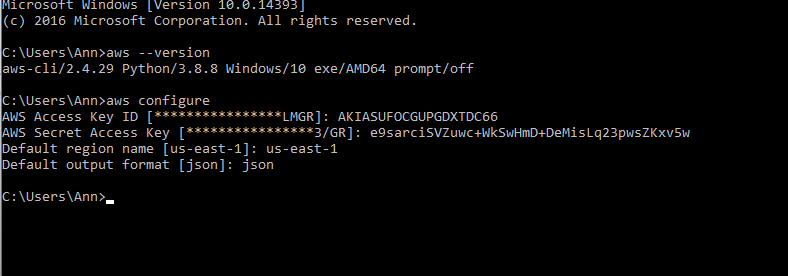 Microsoft Windows [Version 10.0.14393]
(c) 2016 Microsoft Corporation. All rights reserved.
C:\Users\Ann>aws --version
aws-cli/2.4.29 Python/3.8.8 Windows/10 exe/AMD64 prompt/off
C:\Users\Ann>aws configure
AWS Access Key ID [****************LMGR]: AKIASUFOCGUPGDXTDC66
AWS Secret Access Key [****************3/GR]: 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
Default region name [us-east-1]: us-east-1
Default output format [json]: json
C:\Users\Ann>